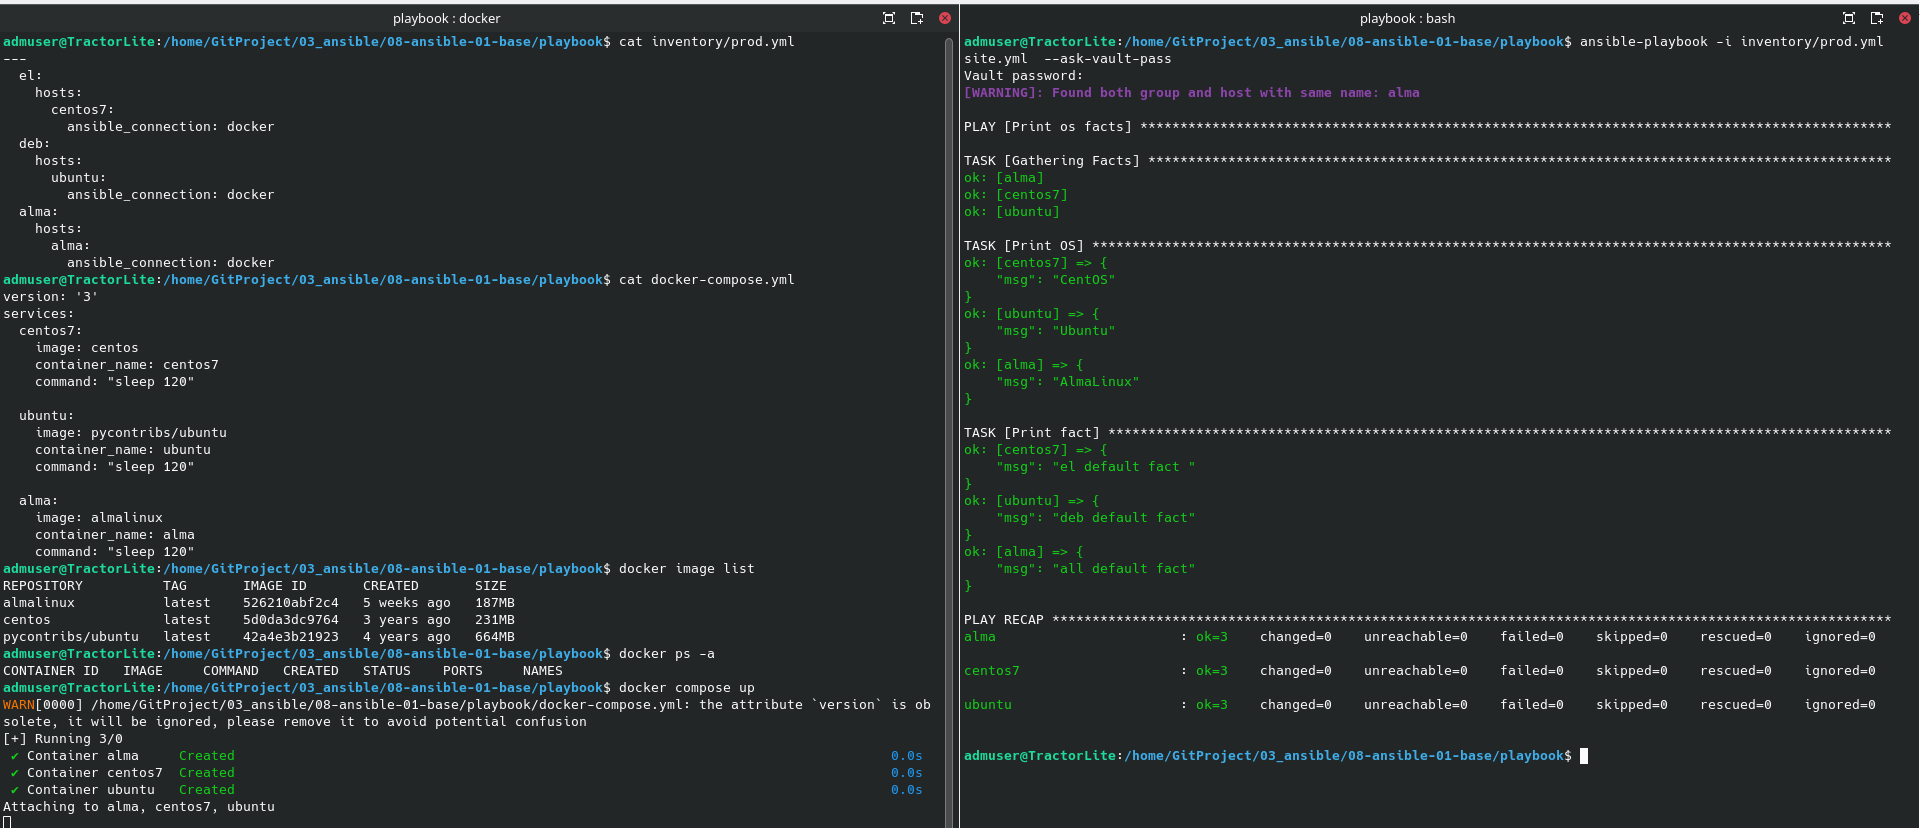 playbook : docker
admuser@TractorLite:/home/GitProject/03_ansible/08-ansible-01-base/playbook$ cat inventory/prod.yml
---
  el:
    hosts:
      centos7:
        ansible_connection: docker
  deb:
    hosts:
      ubuntu:
        ansible_connection: docker
  alma:
    hosts:
      alma:
        ansible_connection: docker
admuser@TractorLite:/home/GitProject/03_ansible/08-ansible-01-base/playbook$ cat docker-compose.yml
version: '3'
services:
  centos7:
    image: centos
    container_name: centos7
    command: "sleep 120"
  ubuntu:
    image: pycontribs/ubuntu
    container_name: ubuntu
    command: "sleep 120"
  alma:
    image: almalinux
    container_name: alma
    command: "sleep 120"
admuser@TractorLite:/home/GitProject/03_ansible/08-ansible-01-base/playbook$ docker image list
REPOSITORY          TAG       IMAGE ID       CREATED       SIZE
almalinux           latest    526210abf2c4   5 weeks ago   187MB
centos              latest    5d0da3dc9764   3 years ago   231MB
pycontribs/ubuntu   latest    42a4e3b21923   4 years ago   664MB
admuser@TractorLite:/home/GitProject/03_ansible/08-ansible-01-base/playbook$ docker ps -a
CONTAINER ID   IMAGE     COMMAND   CREATED   STATUS    PORTS     NAMES
admuser@TractorLite:/home/GitProject/03_ansible/08-ansible-01-base/playbook$ docker compose up
WARN[0000] /home/GitProject/03_ansible/08-ansible-01-base/playbook/docker-compose.yml: the attribute `version` is ob
solete, it will be ignored, please remove it to avoid potential confusion
[+] Running 3/0
 ✔ Container alma     Created 0.0s
 ✔ Container centos7  Created 0.0s
 ✔ Container ubuntu   Created 0.0s
Attaching to alma, centos7, ubuntu
playbook : bash
admuser@TractorLite:/home/GitProject/03_ansible/08-ansible-01-base/playbook$ ansible-playbook -i inventory/prod.yml
site.yml  --ask-vault-pass
Vault password:
[WARNING]: Found both group and host with same name: alma
PLAY [Print os facts] **********************************************************************************************
TASK [Gathering Facts] *********************************************************************************************
ok: [alma]
ok: [centos7]
ok: [ubuntu]
TASK [Print OS] ****************************************************************************************************
ok: [centos7] => {
    "msg": "CentOS"
}
ok: [ubuntu] => {
    "msg": "Ubuntu"
}
ok: [alma] => {
    "msg": "AlmaLinux"
}
TASK [Print fact] **************************************************************************************************
ok: [centos7] => {
    "msg": "el default fact "
}
ok: [ubuntu] => {
    "msg": "deb default fact"
}
ok: [alma] => {
    "msg": "all default fact"
}
PLAY RECAP *********************************************************************************************************
alma                       : ok=3    changed=0    unreachable=0    failed=0    skipped=0    rescued=0    ignored=0
centos7                    : ok=3    changed=0    unreachable=0    failed=0    skipped=0    rescued=0    ignored=0
ubuntu                     : ok=3    changed=0    unreachable=0    failed=0    skipped=0    rescued=0    ignored=0
admuser@TractorLite:/home/GitProject/03_ansible/08-ansible-01-base/playbook$